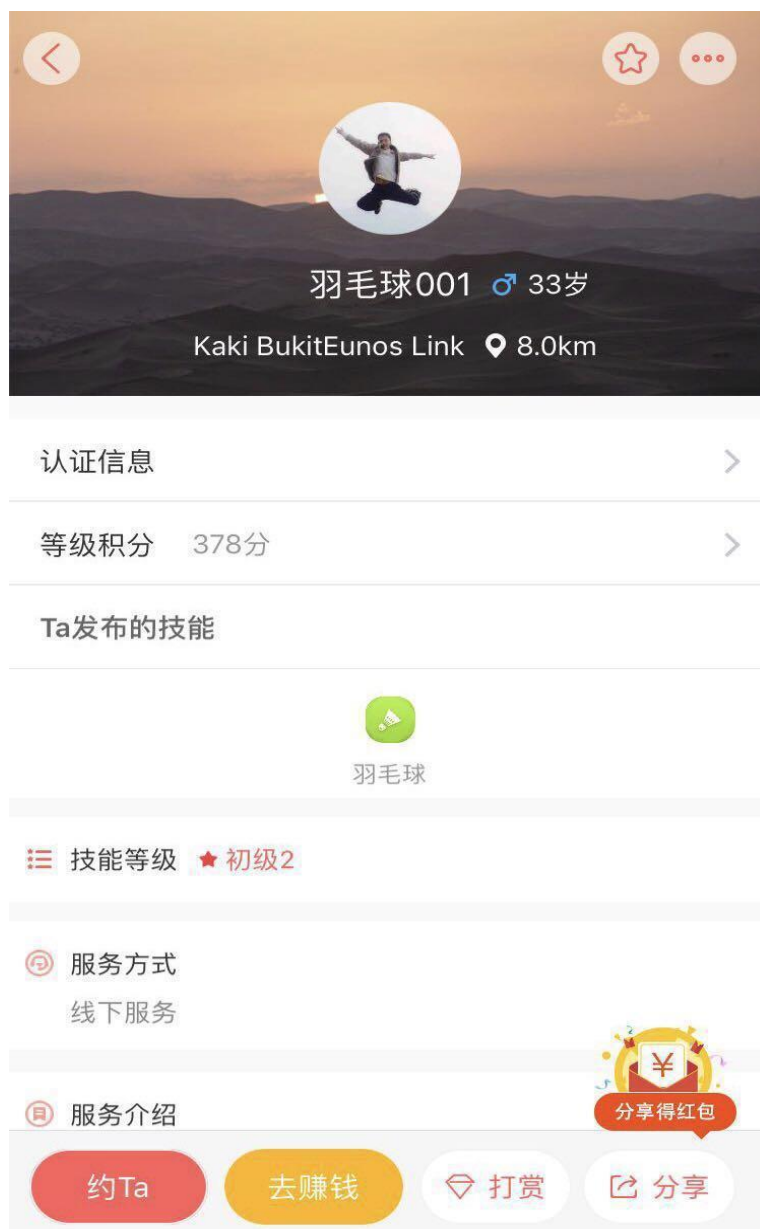 羽毛球001 ♂ 33岁
Kaki BukitEunos Link 8.0km
认证信息
等级积分 378分
Ta发布的技能
羽毛球
技能等级 ★ 初级2
服务方式
线下服务
¥
分享得红包
服务介绍
约Ta 去赚钱 打赏 分享